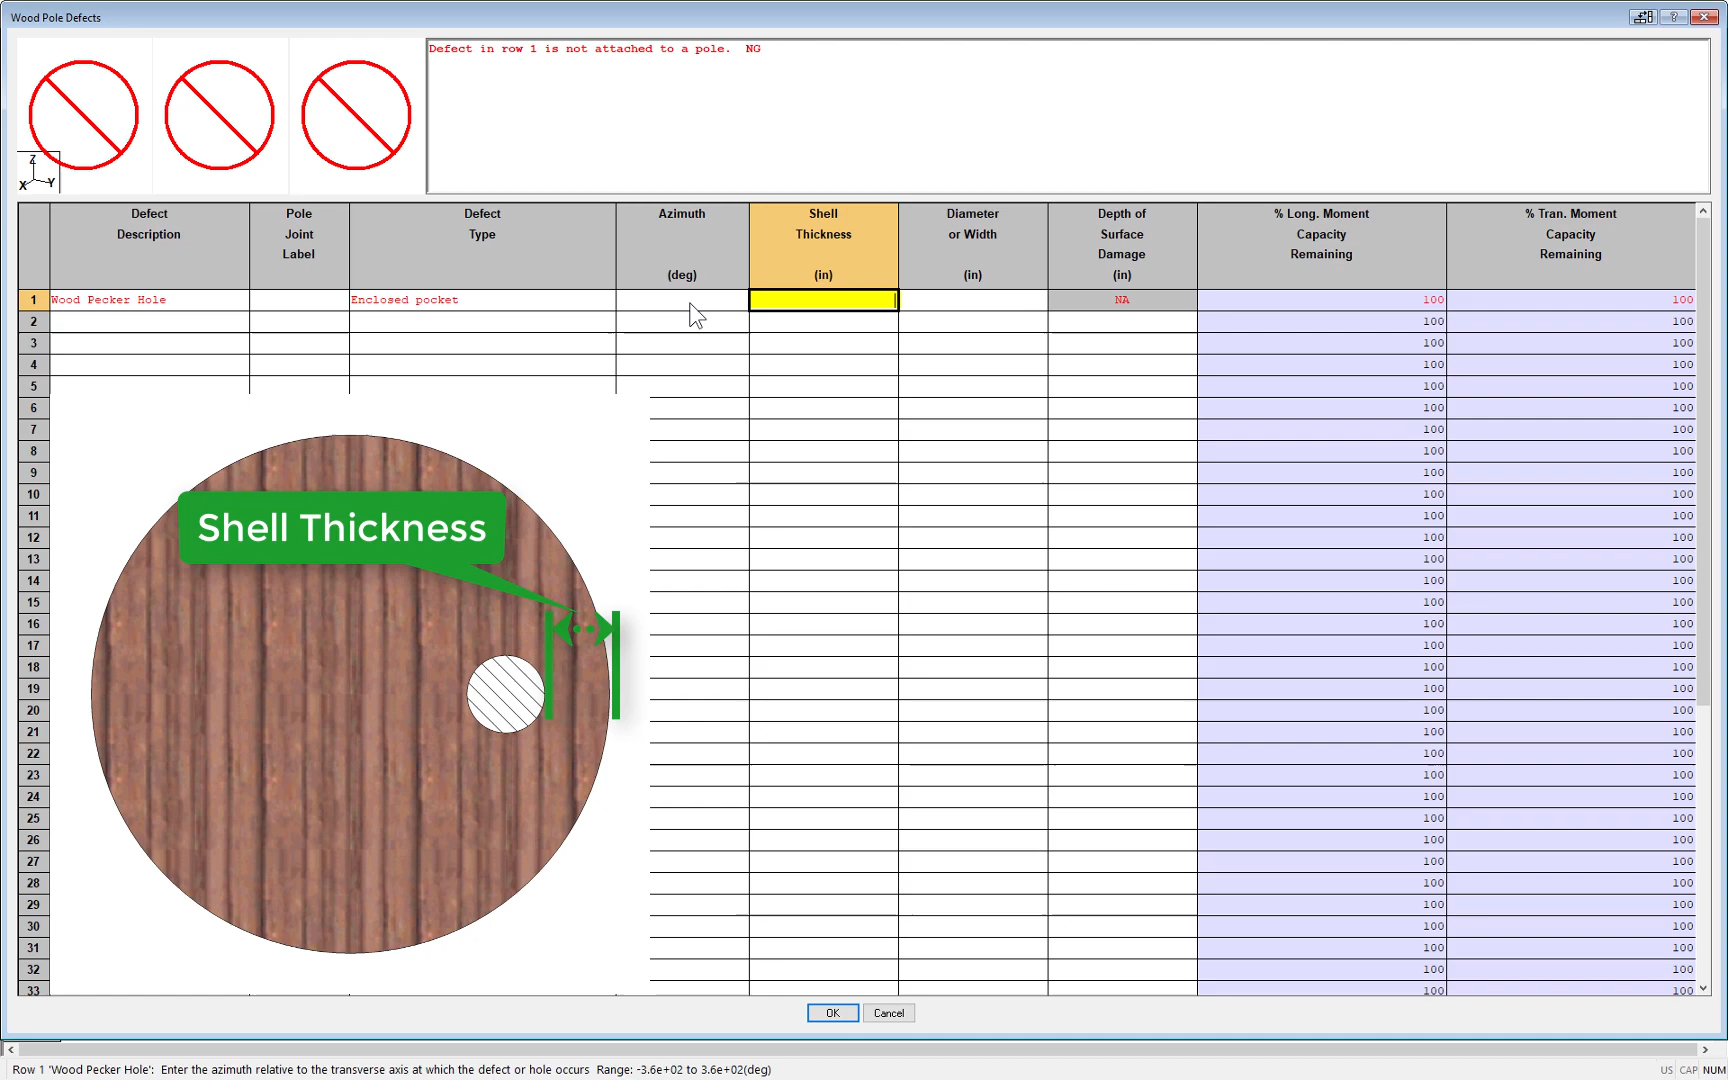 Wood Pole Defects
Defect in row 1 is not attached to a pole.  NG
Z
X Y
Defect Description
Pole Joint Label
Defect Type
Azimuth (deg)
Shell Thickness (in)
Diameter or Width (in)
Depth of Surface Damage (in)
% Long. Moment Capacity Remaining
% Tran. Moment Capacity Remaining
1 Wood Pecker Hole Enclosed pocket NA 100 100
2 100 100
3 100 100
4 100 100
5 100 100
6 100 100
7 100 100
8 100 100
9 100 100
10 100 100
11 100 100
12 100 100
13 100 100
14 100 100
15 100 100
16 100 100
17 100 100
18 100 100
19 100 100
20 100 100
21 100 100
22 100 100
23 100 100
24 100 100
25 100 100
26 100 100
27 100 100
28 100 100
29 100 100
30 100 100
31 100 100
32 100 100
33 100 100
Shell Thickness
OK Cancel
Row 1 'Wood Pecker Hole':  Enter the azimuth relative to the transverse axis at which the defect or hole occurs  Range: -3.6e+02 to 3.6e+02(deg)
US CAP NUM